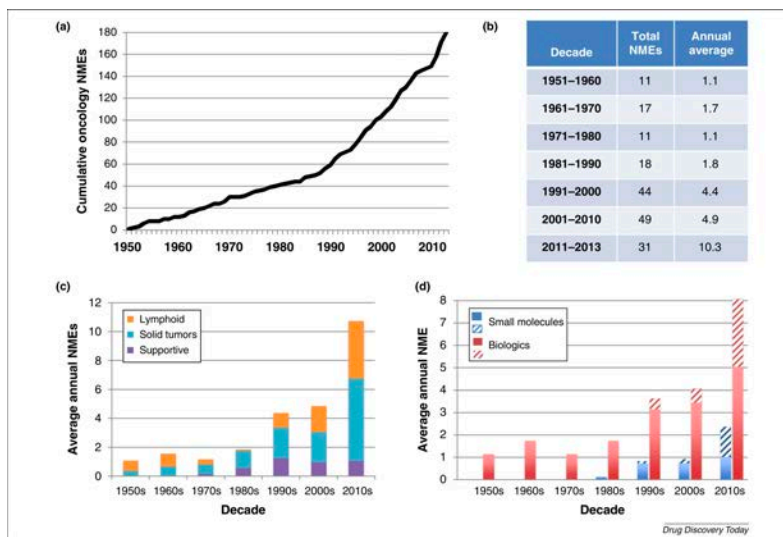 (a)
180
160
140
120
100
80
60
40
20
0
Cumulative oncology NMEs
1950 1960 1970 1980 1990 2000 2010
(b)
Decade Total NMEs Annual average
1951–1960 11 1.1
1961–1970 17 1.7
1971–1980 11 1.1
1981–1990 18 1.8
1991–2000 44 4.4
2001–2010 49 4.9
2011–2013 31 10.3
(c)
12
10
8
6
4
2
0
Average annual NMEs
Lymphoid
Solid tumors
Supportive
1950s 1960s 1970s 1980s 1990s 2000s 2010s
Decade
(d)
8
7
6
5
4
3
2
1
0
Average annual NME
Small molecules
Biologics
1950s 1960s 1970s 1980s 1990s 2000s 2010s
Decade
Drug Discovery Today